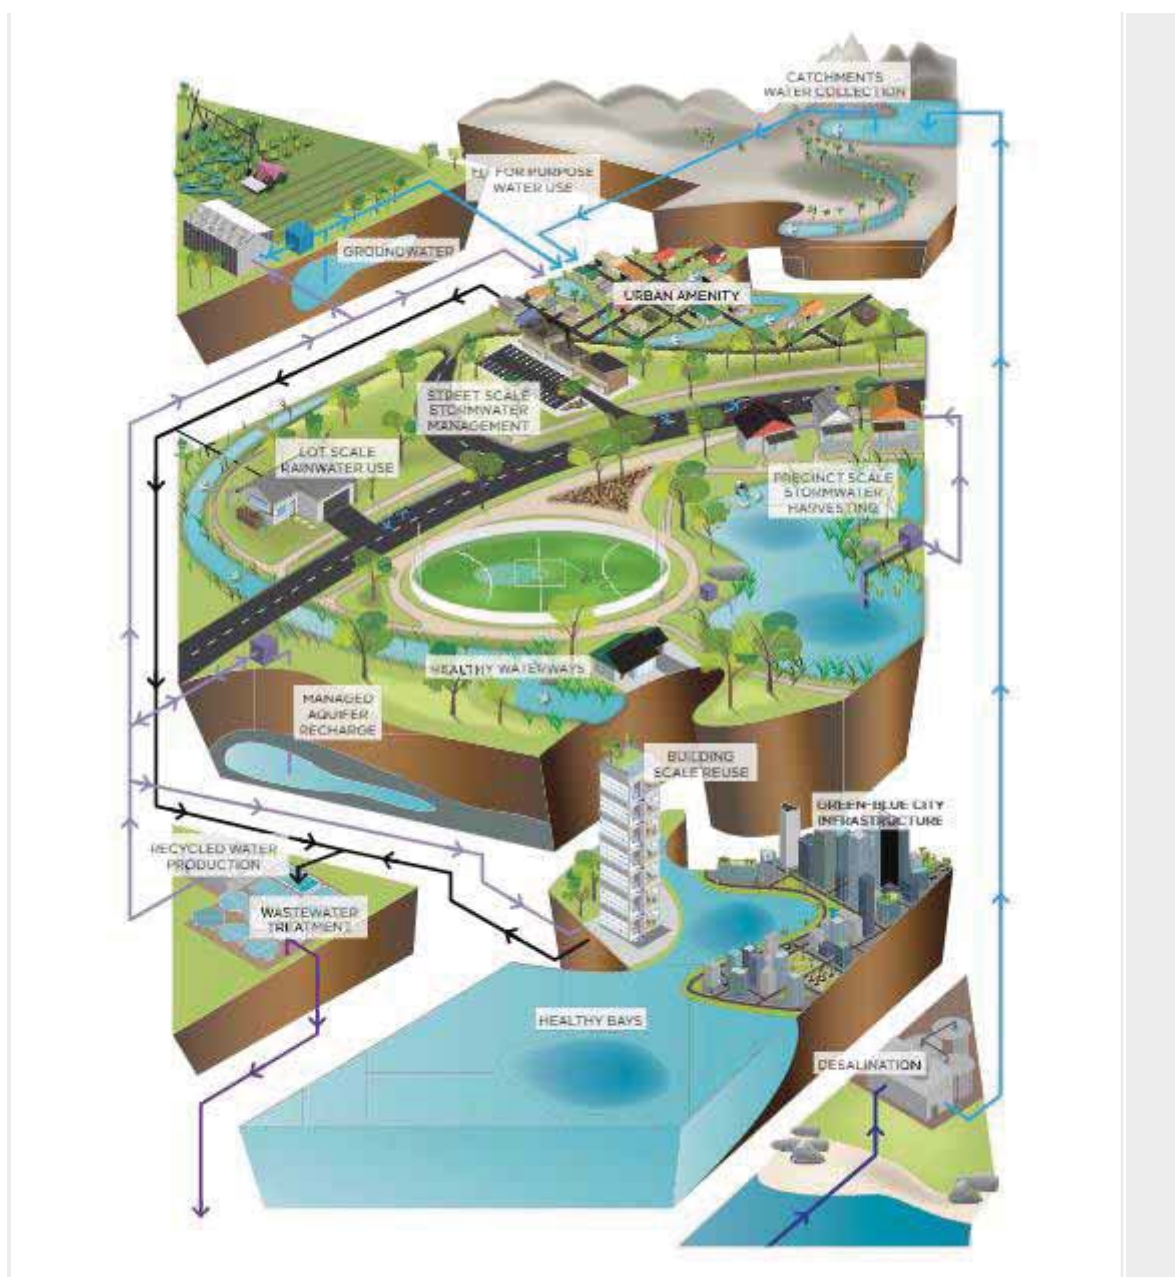 CATCHMENTS
WATER COLLECTION
FIT FOR PURPOSE
WATER USE
GROUNDWATER
URBAN AMENITY
STREET SCALE
STORMWATER
MANAGEMENT
LOT SCALE
RAINWATER USE
PRECINCT SCALE
STORMWATER
HARVESTING
HEALTHY WATERWAYS
MANAGED
AQUIFER
RECHARGE
BUILDING
SCALE REUSE
GREEN-BLUE CITY
INFRASTRUCTURE
RECYCLED WATER
PRODUCTION
WASTEWATER
TREATMENT
HEALTHY BAYS
DESALINATION